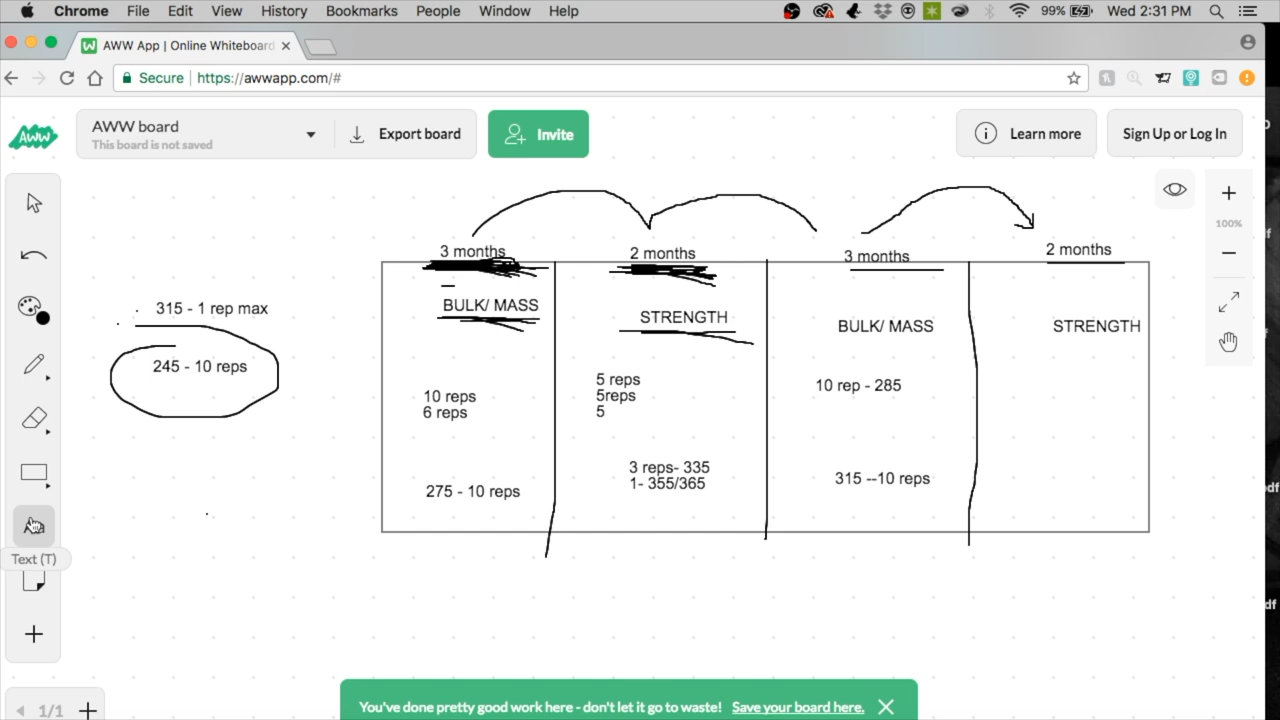 Chrome File Edit View History Bookmarks People Window Help 99% Wed 2:31 PM
AWW App | Online Whiteboard
Secure https://awwapp.com/#
AWW
AWW board
This board is not saved
Export board
Invite
Learn more
Sign Up or Log In
100%
3 months
2 months
3 months
2 months
315 - 1 rep max
245 - 10 reps
BULK/ MASS
STRENGTH
BULK/ MASS
STRENGTH
10 reps
6 reps
5 reps
5reps
5
10 rep - 285
275 - 10 reps
3 reps- 335
1- 355/365
315 --10 reps
Text (T)
1/1
You've done pretty good work here - don't let it go to waste! Save your board here.
df
df